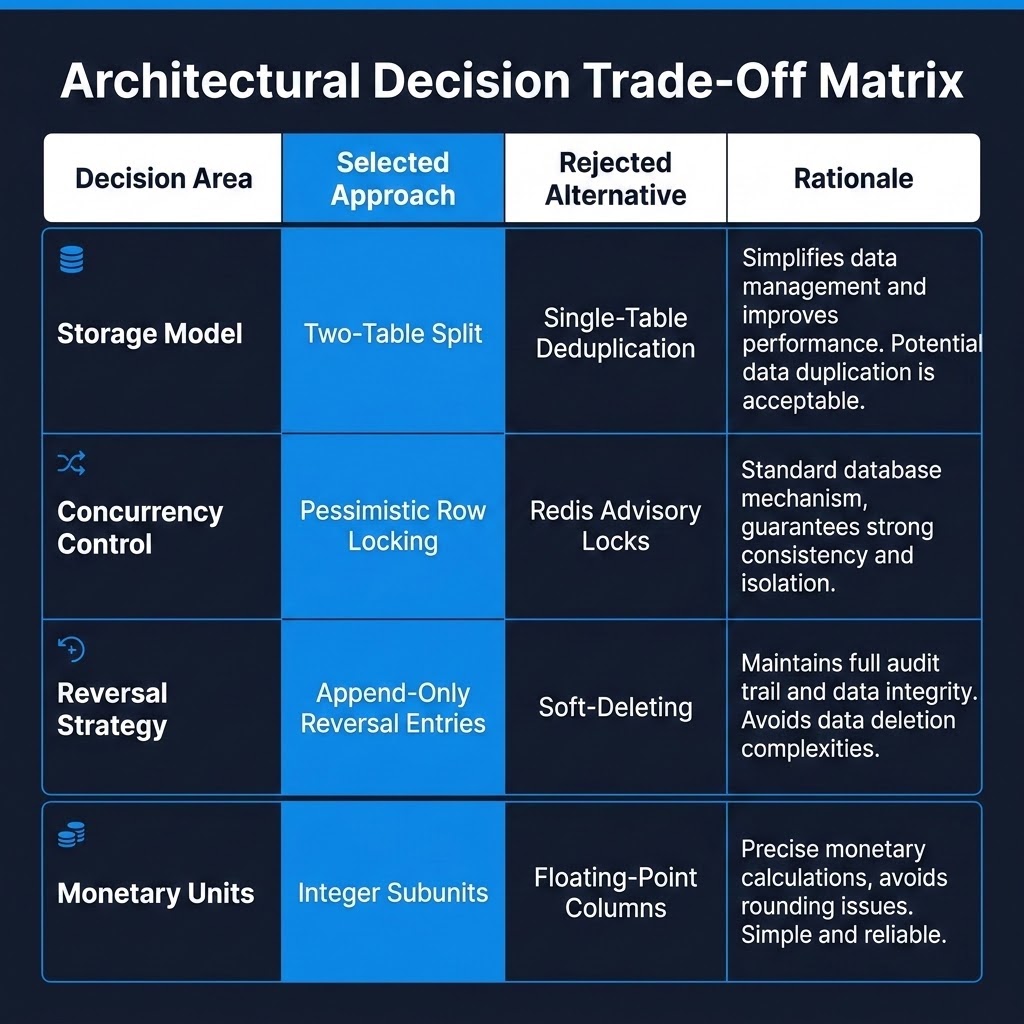 Architectural Decision Trade-Off Matrix
Decision Area
Selected
Approach
Rejected
Alternative
Rationale
Storage Model
Two-Table Split
Single-Table
Deduplication
Simplifies data
management and
improves
performance. Potential
data duplication is
acceptable.
Concurrency
Control
Pessimistic Row
Locking
Redis Advisory
Locks
Standard database
mechanism,
guarantees strong
consistency and
isolation.
Reversal
Strategy
Append-Only
Reversal Entries
Soft-Deleting
Maintains full audit
trail and data integrity.
Avoids data deletion
complexities.
Monetary Units
Integer Subunits
Floating-Point
Columns
Precise monetary
calculations, avoids
rounding issues.
Simple and reliable.